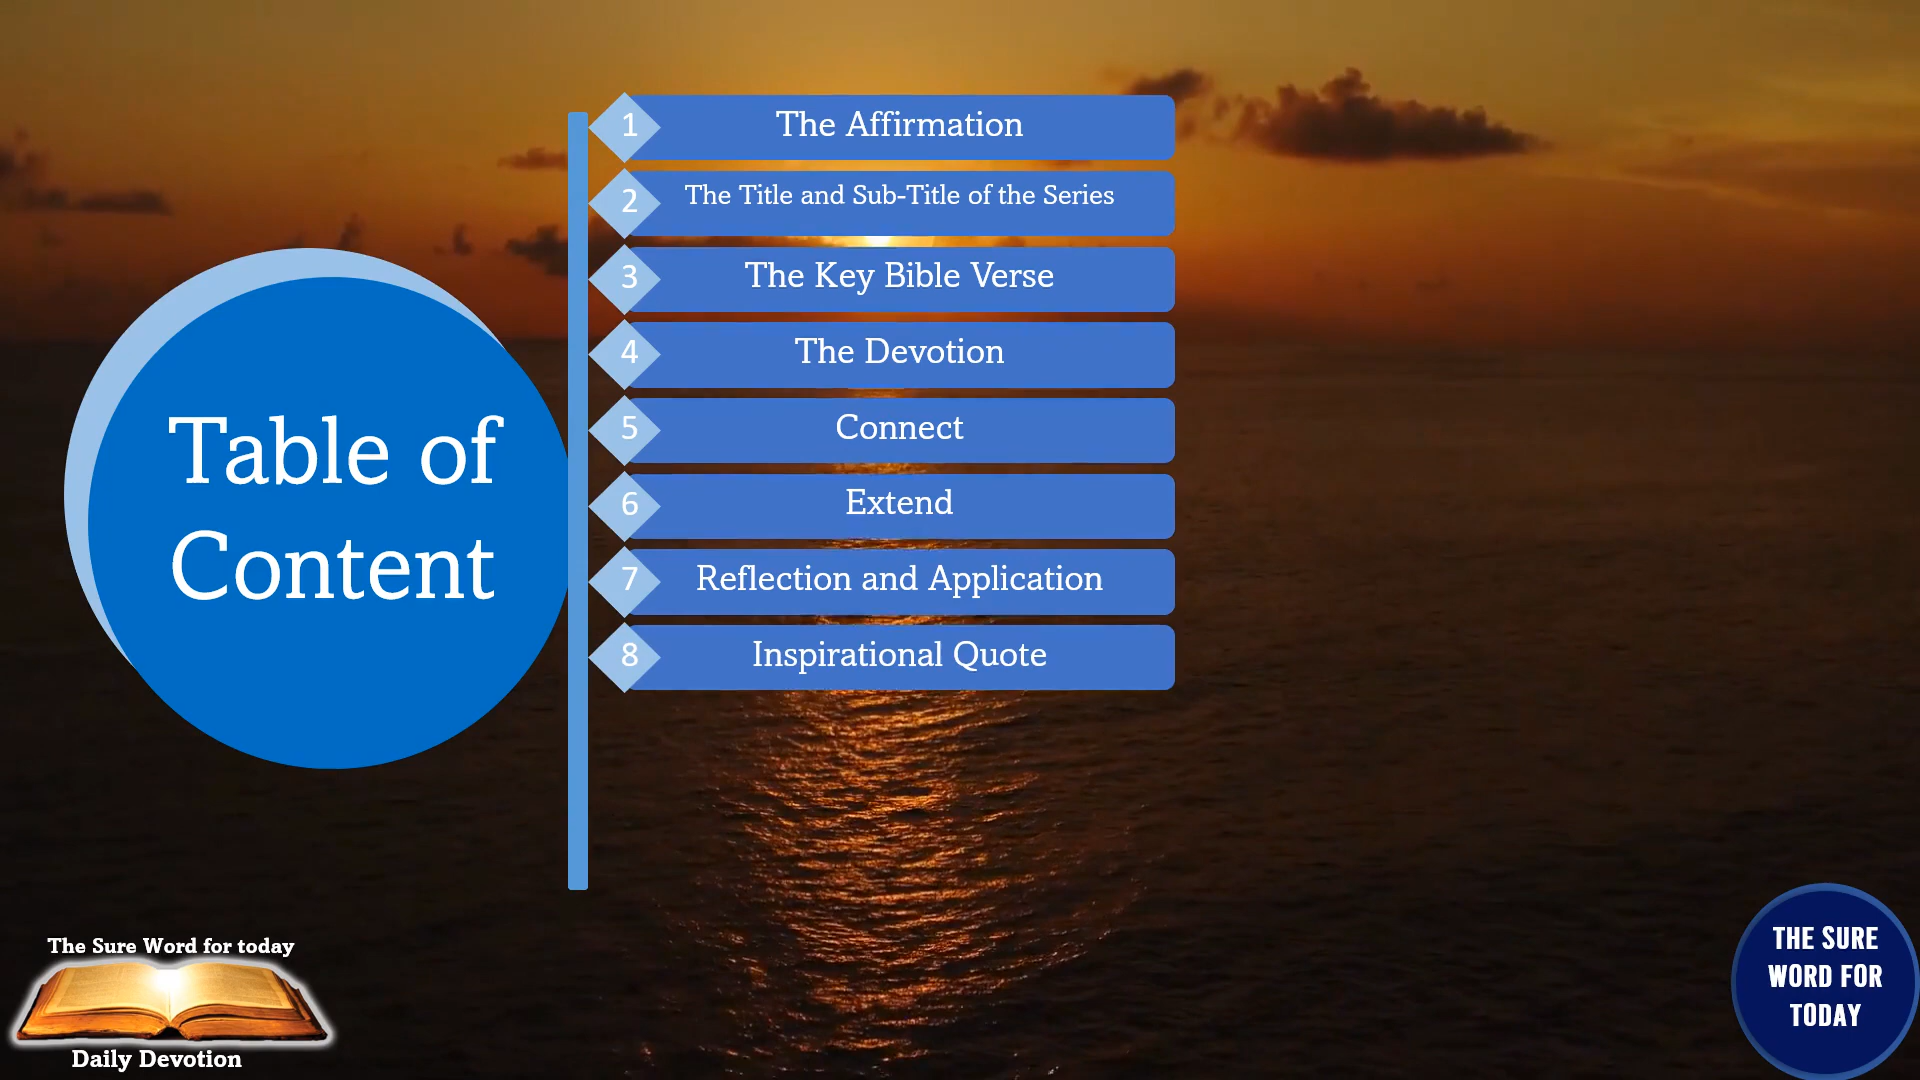 Table of
Content
1 The Affirmation
2 The Title and Sub-Title of the Series
3 The Key Bible Verse
4 The Devotion
5 Connect
6 Extend
7 Reflection and Application
8 Inspirational Quote
The Sure Word for today
Daily Devotion
THE SURE
WORD FOR
TODAY